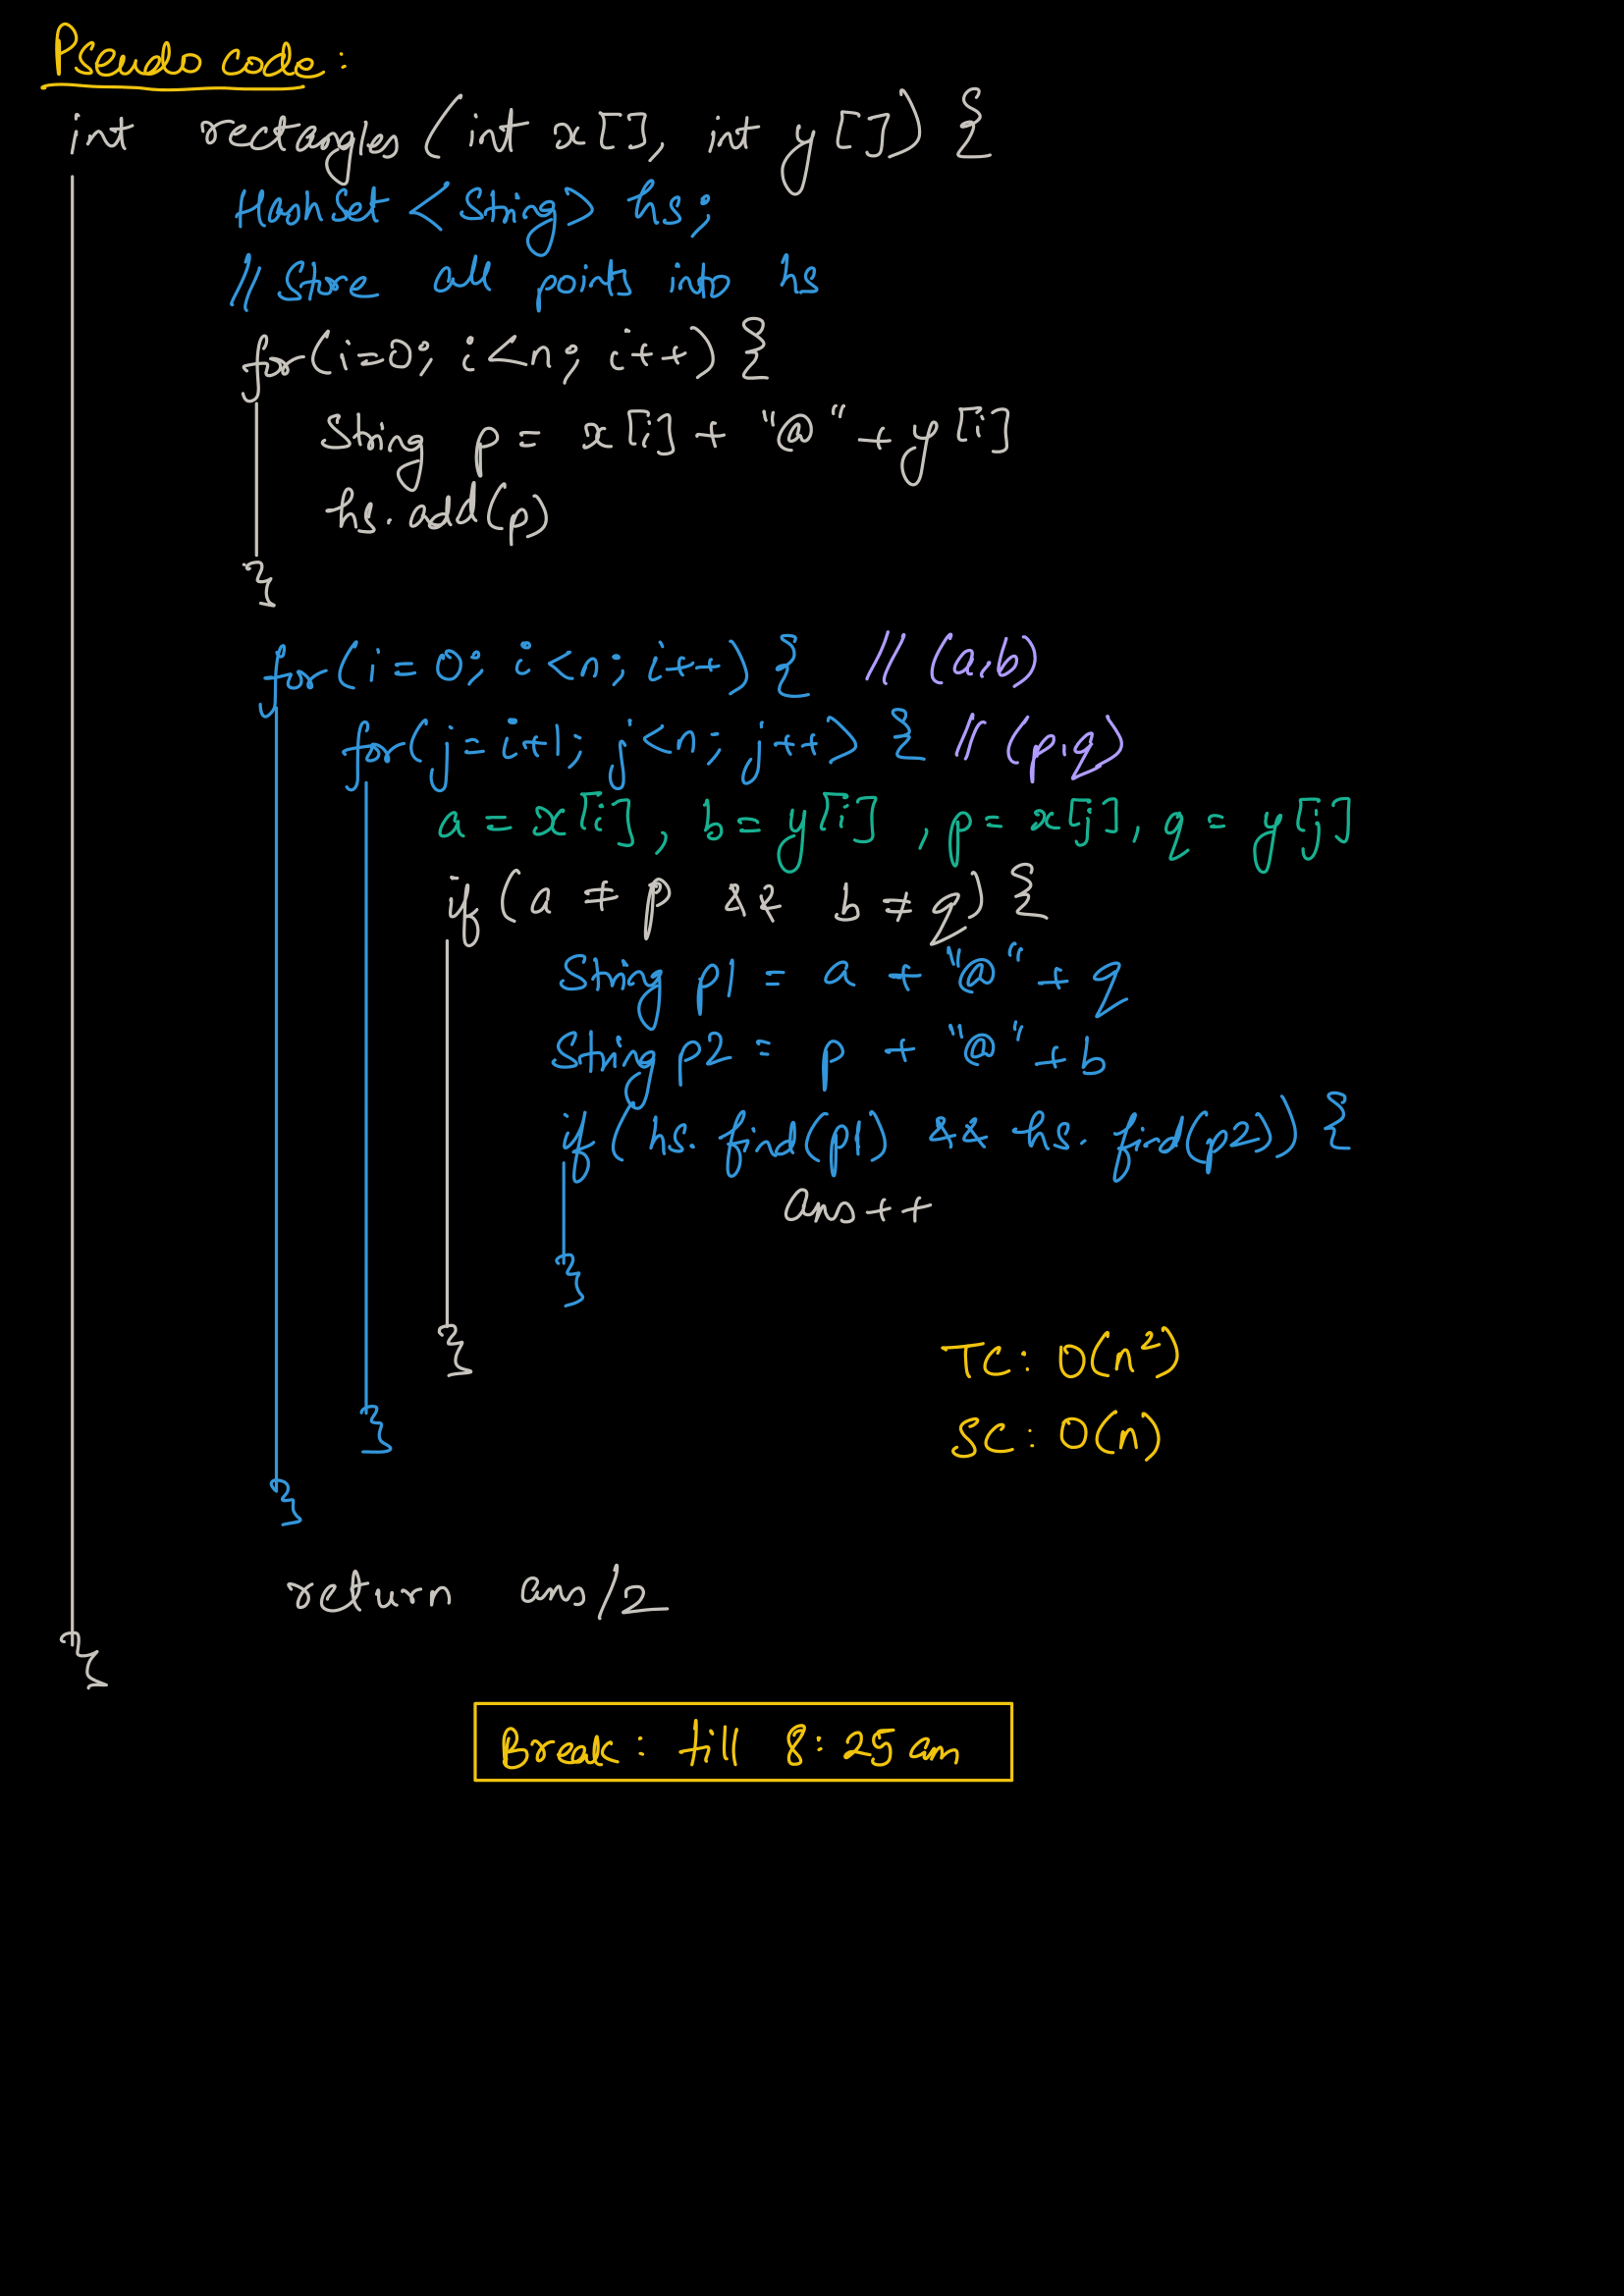 Pseudo code:
int rectangles (int x[], int y[]) {
HashSet <String> hs;
// Store all points into hs
for(i=0; i<n; i++) {
String p = x[i] + "@" + y[i]
hs.add(p)
}
for(i=0; i<n; i++) { // (a,b)
for(j=i+1; j<n; j++) { // (p,q)
a = x[i], b = y[i], p = x[j], q = y[j]
if (a ≠ p && b ≠ q) {
String p1 = a + "@" + q
String p2 = p + "@" + b
if (hs.find(p1) && hs.find(p2)) {
ans++
}
}
TC: O(n²)
}
SC: O(n)
}
return ans/2
}
Break: till 8:25 am